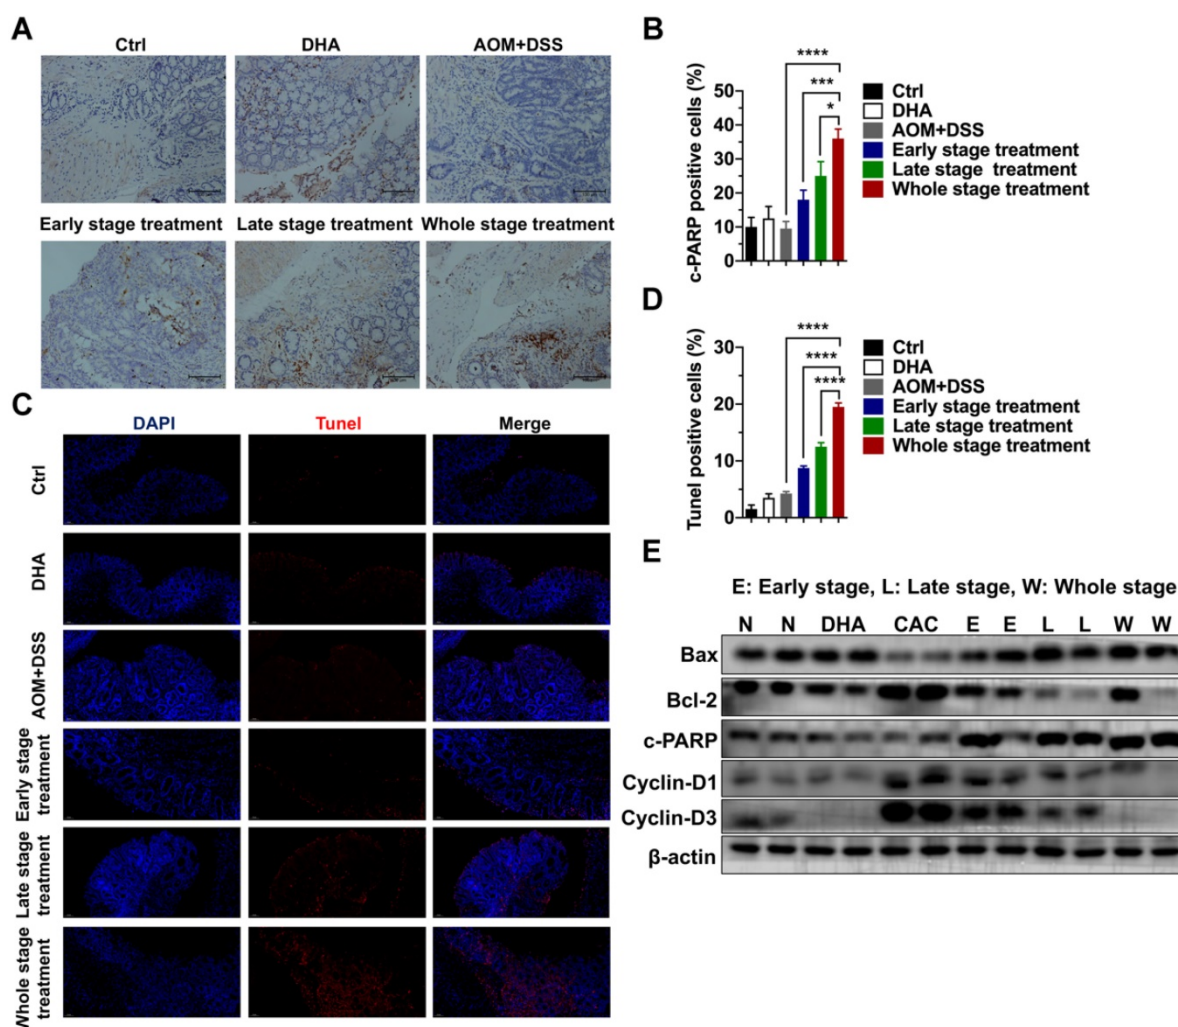 A
Ctrl
DHA
AOM+DSS
Early stage treatment
Late stage treatment
Whole stage treatment
B
c-PARP positive cells (%)
50
40
30
20
10
0
****
***
*
Ctrl
DHA
AOM+DSS
Early stage treatment
Late stage treatment
Whole stage treatment
C
DAPI
Tunel
Merge
Ctrl
DHA
AOM+DSS
Early stage
treatment
Late stage
treatment
Whole stage
treatment
D
Tunel positive cells (%)
30
20
10
0
****
****
****
Ctrl
DHA
AOM+DSS
Early stage treatment
Late stage treatment
Whole stage treatment
E
E: Early stage, L: Late stage, W: Whole stage
N N DHA CAC E E L L W W
Bax
Bcl-2
c-PARP
Cyclin-D1
Cyclin-D3
β-actin